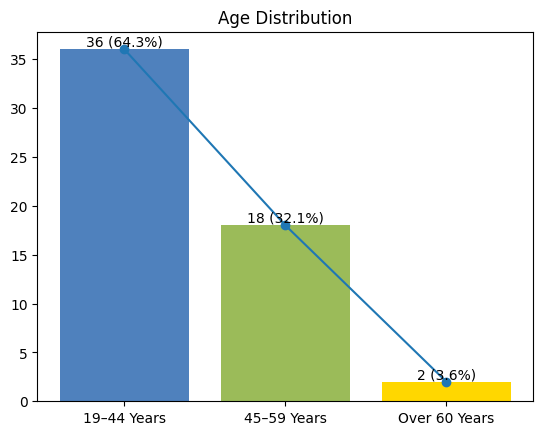 Age Distribution
36 (64.3%)
18 (32.1%)
2 (3.6%)
35
30
25
20
15
10
5
0
19–44 Years
45–59 Years
Over 60 Years